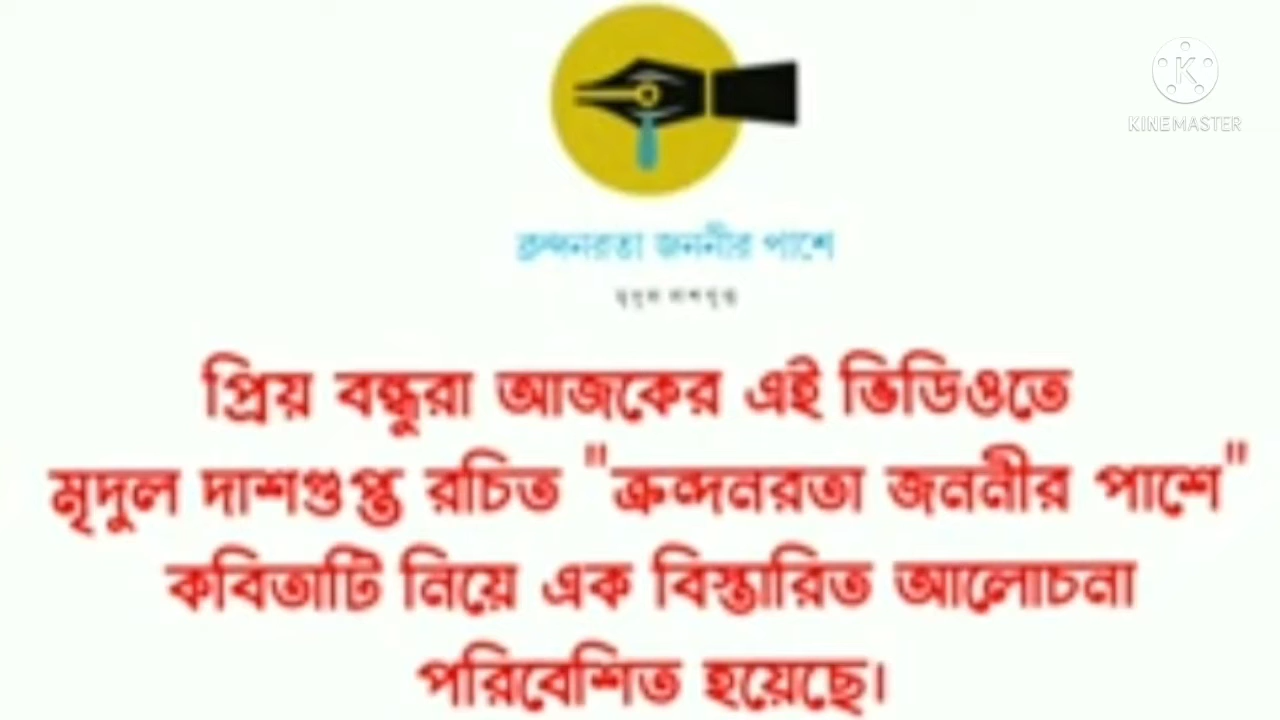 K
KINEMASTER
ক্রন্দনরতা জননীর পাশে
মৃদুল দাশগুপ্ত
প্রিয় বন্ধুরা আজকের এই ভিডিওতে
মৃদুল দাশগুপ্ত রচিত "ক্রন্দনরতা জননীর পাশে"
কবিতাটি নিয়ে এক বিস্তারিত আলোচনা
পরিবেশিত হয়েছে।